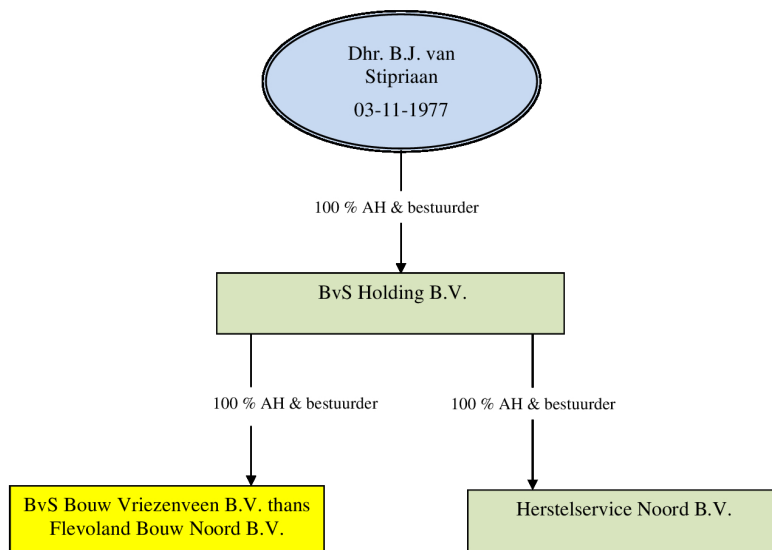 Dhr. B.J. van
Stipriaan
03-11-1977
100 % AH & bestuurder
BvS Holding B.V.
100 % AH & bestuurder
100 % AH & bestuurder
BvS Bouw Vriezenveen B.V. thans
Flevoland Bouw Noord B.V.
Herstelservice Noord B.V.